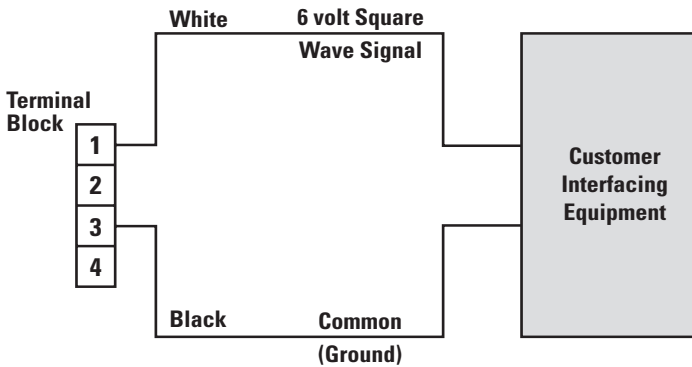 White
6 volt Square
Wave Signal
Terminal
Block
1
2
3
4
Customer
Interfacing
Equipment
Black
Common
(Ground)